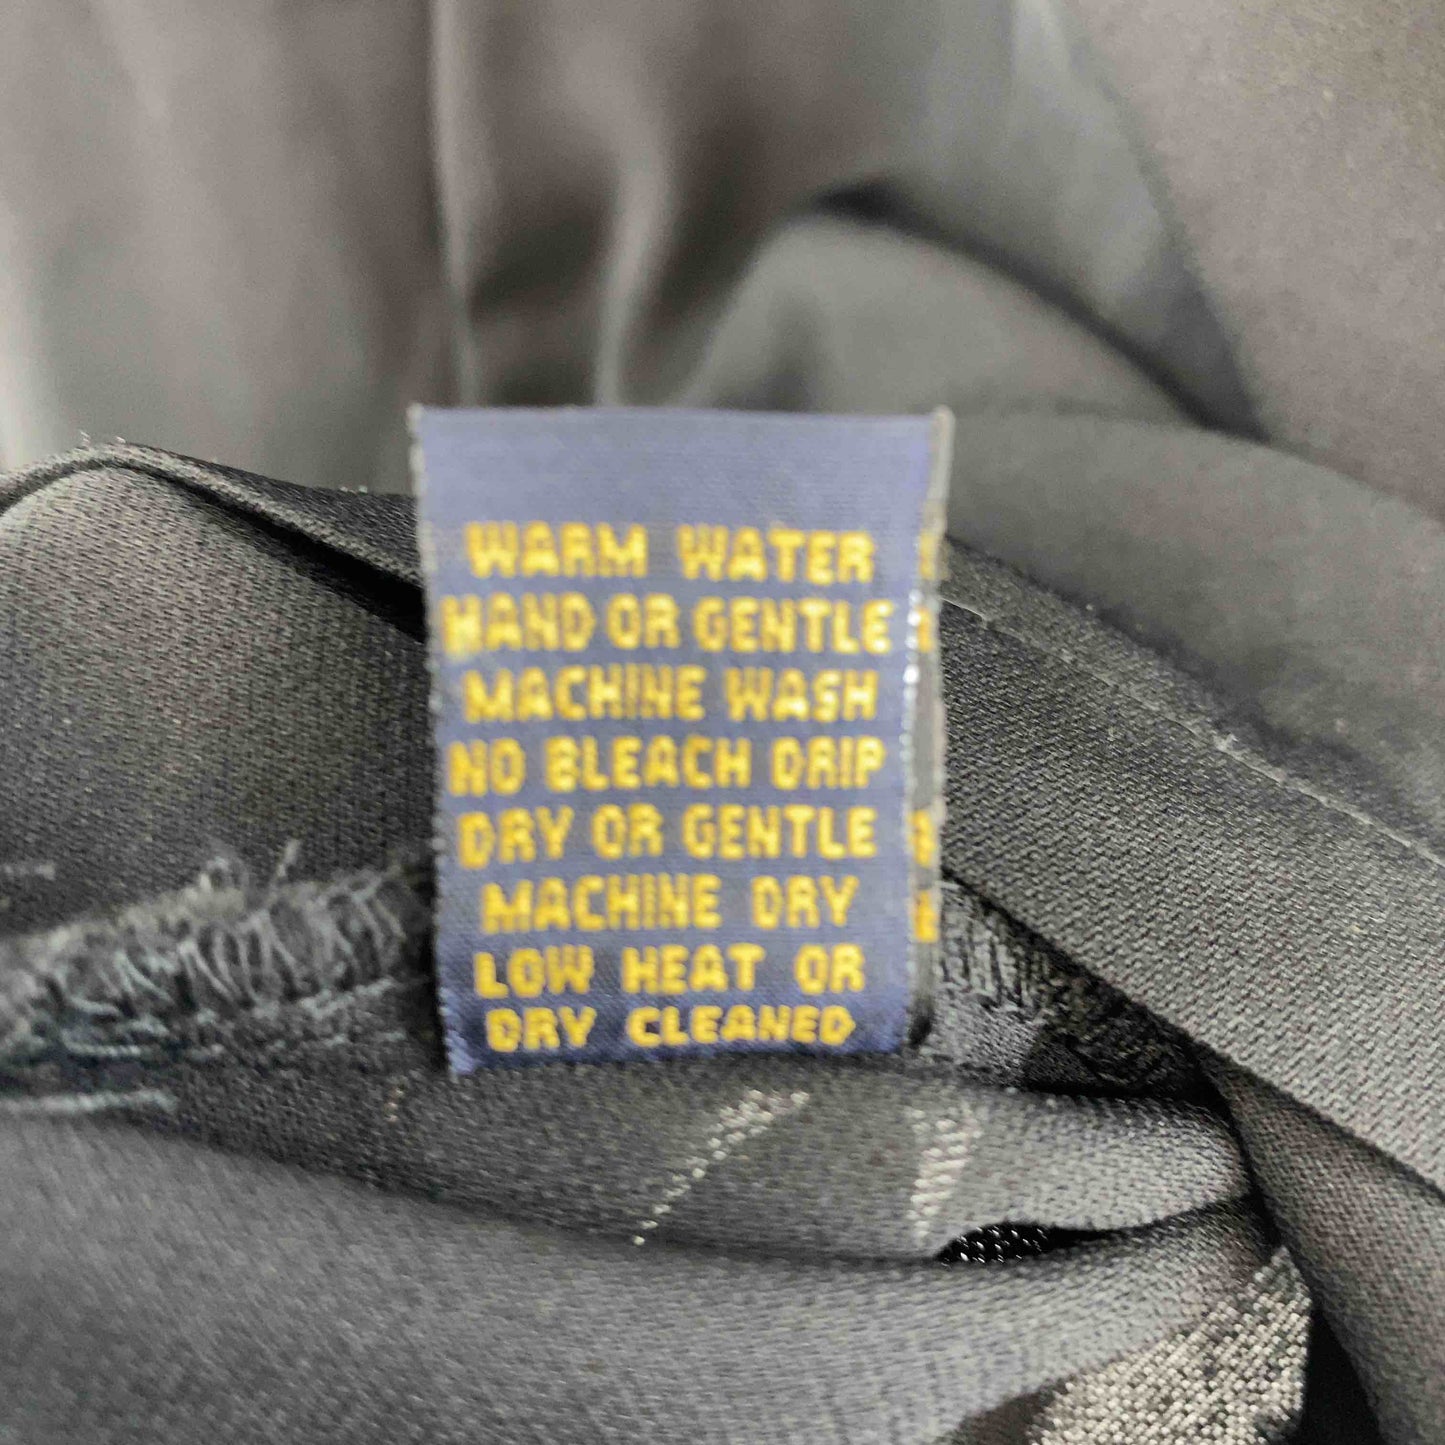 WARM WATER
HAND OR GENTLE
MACHINE WASH
NO BLEACH DRIP
DRY OR GENTLE
MACHINE DRY
LOW HEAT OR
DRY CLEANED